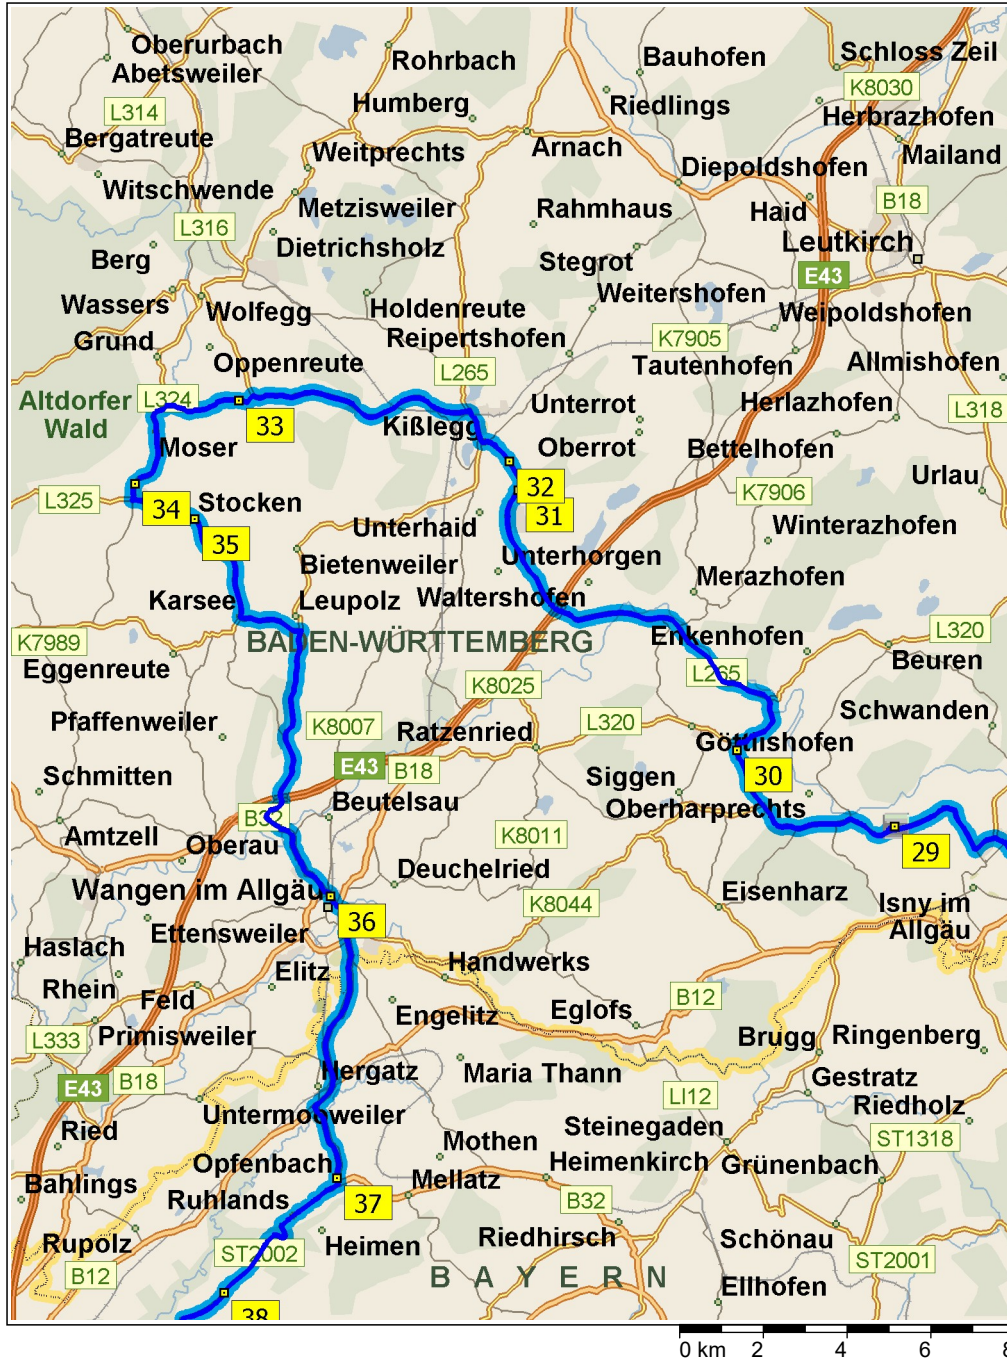 Oberurbach
Abetsweiler
Rohrbach
Bauhofen
Schloss Zeil
L314
Humberg
Riedlings
K8030
Herbrazhofen
Bergatreute
Weitprechts
Arnach
Mailand
Diepoldshofen
Witschwende
Metzisweiler
Rahmhaus
Haid
B18
L316
Dietrichsholz
Leutkirch
Berg
Stegrot
E43
Wassers
Wolfegg
Holdenreute
Weitershofen
Weipoldshofen
Grund
Reipertshofen
K7905
Oppenreute
Tautenhofen
Allmishofen
L265
Altdorfer
Wald
L324
Unterrot
Herlazhofen
L318
33
Kißlegg
Moser
Oberrot
Bettelhofen
32
Urlau
L325
34
Stocken
31
K7906
Unterhaid
Winterazhofen
35
Bietenweiler
Unterhorgen
Merazhofen
Karsee
Leupolz
Waltershofen
K7989
BADEN-WÜRTTEMBERG
Enkenhofen
L320
Eggenreute
Beuren
L265
K8025
Pfaffenweiler
K8007
Ratzenried
L320
Schwanden
Göttlishofen
E43
B18
Schmitten
Siggen
30
Beutelsau
Oberharprechts
B32
Amtzell
Oberau
K8011
29
Deuchelried
Wangen im Allgäu
Eisenharz
Isny im
Allgäu
K8044
36
Ettensweiler
Haslach
Elitz
Handwerks
Rhein
Feld
B12
Engelitz
Eglofs
Primisweiler
Brugg
Ringenberg
L333
E43
B18
Hergatz
Maria Thann
Gestratz
LI12
Riedholz
Untermooweiler
Steinegaden
Ried
ST1318
Mothen
Opfenbach
Heimenkirch
Grünenbach
Bahlings
Ruhlands
Mellatz
37
B32
Rupolz
Heimen
Riedhirsch
Schönau
ST2002
B12
BAYERN
ST2001
Ellhofen
38
0 km 2 4 6 8